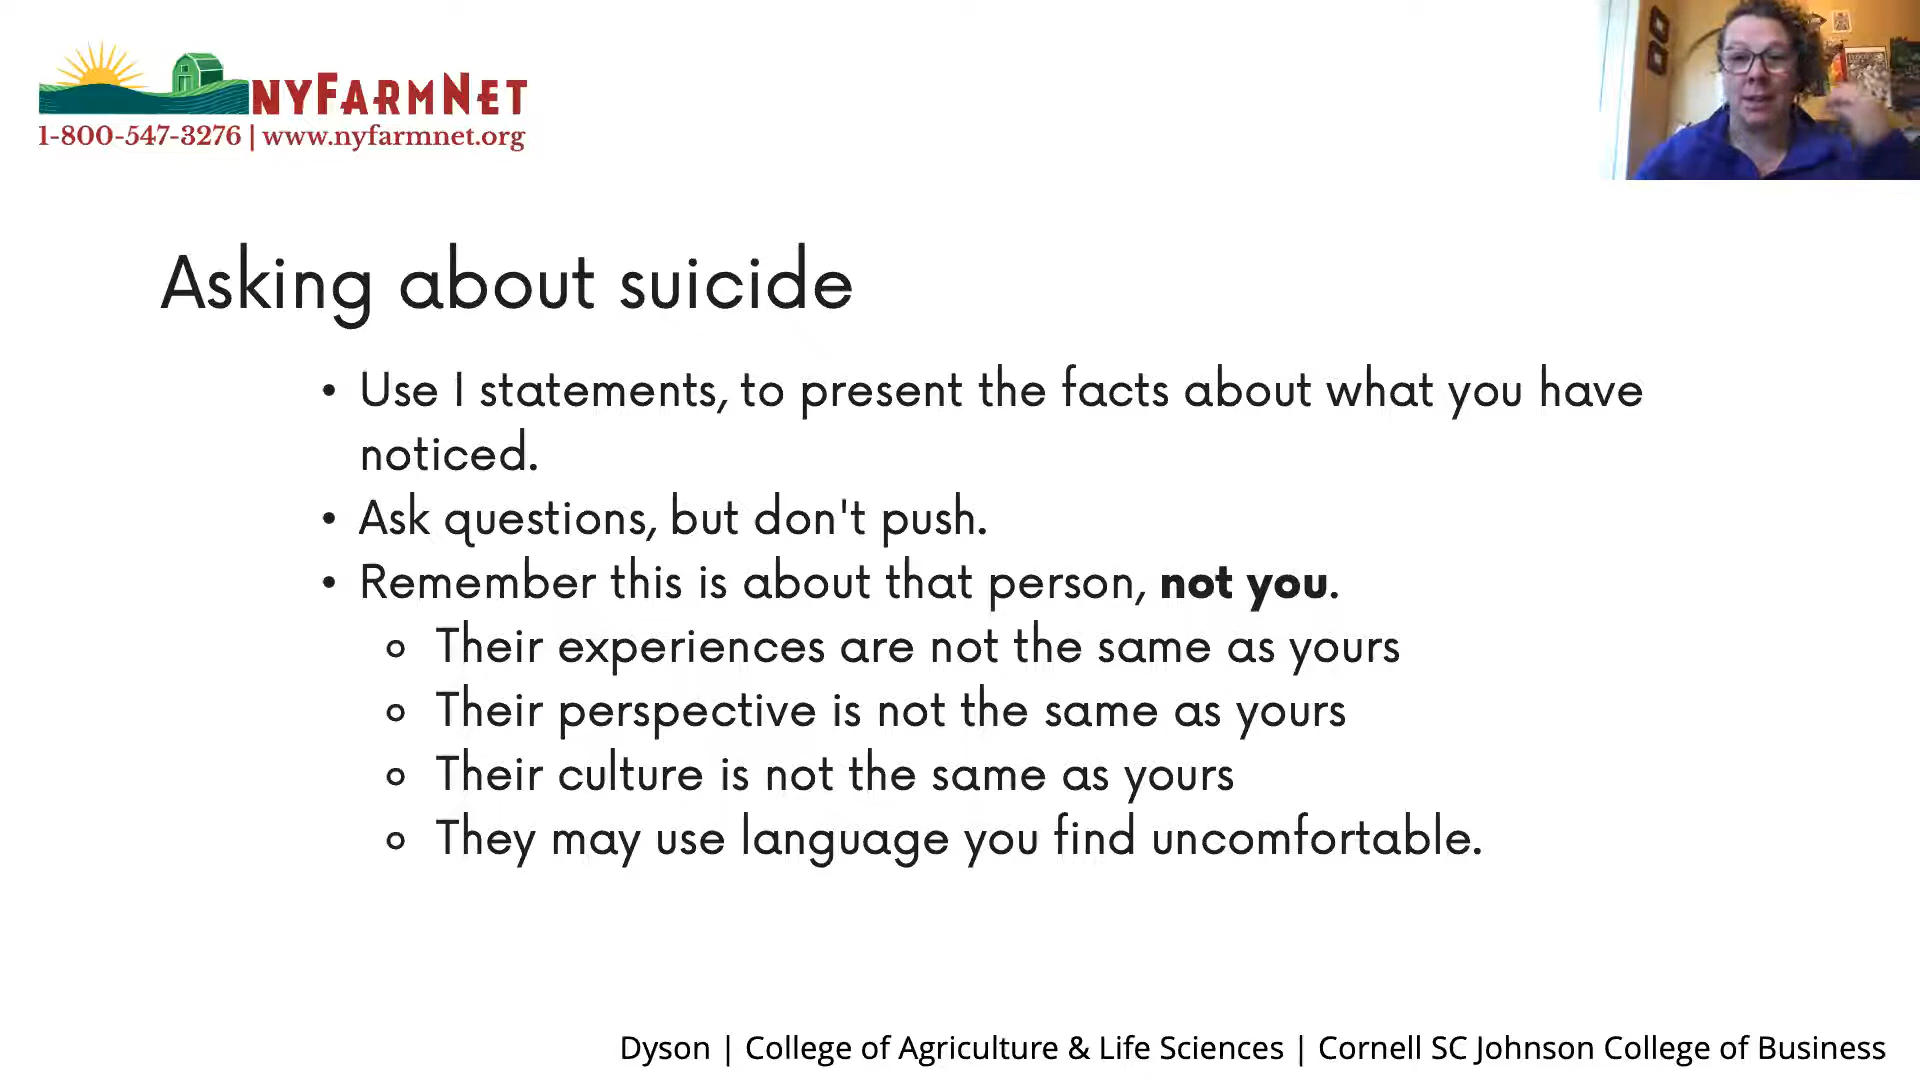 NYFARMNET
1-800-547-3276 | www.nyfarmnet.org
Asking about suicide
• Use I statements, to present the facts about what you have
noticed.
• Ask questions, but don't push.
• Remember this is about that person, not you.
○ Their experiences are not the same as yours
○ Their perspective is not the same as yours
○ Their culture is not the same as yours
○ They may use language you find uncomfortable.
Dyson | College of Agriculture & Life Sciences | Cornell SC Johnson College of Business